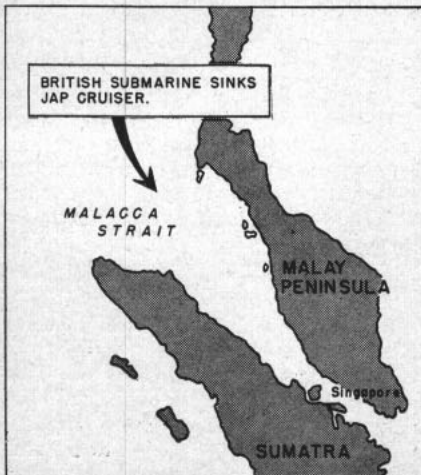 BRITISH SUBMARINE SINKS
JAP CRUISER.
MALACCA
STRAIT
MALAY
PENINSULA
Singapore
SUMATRA